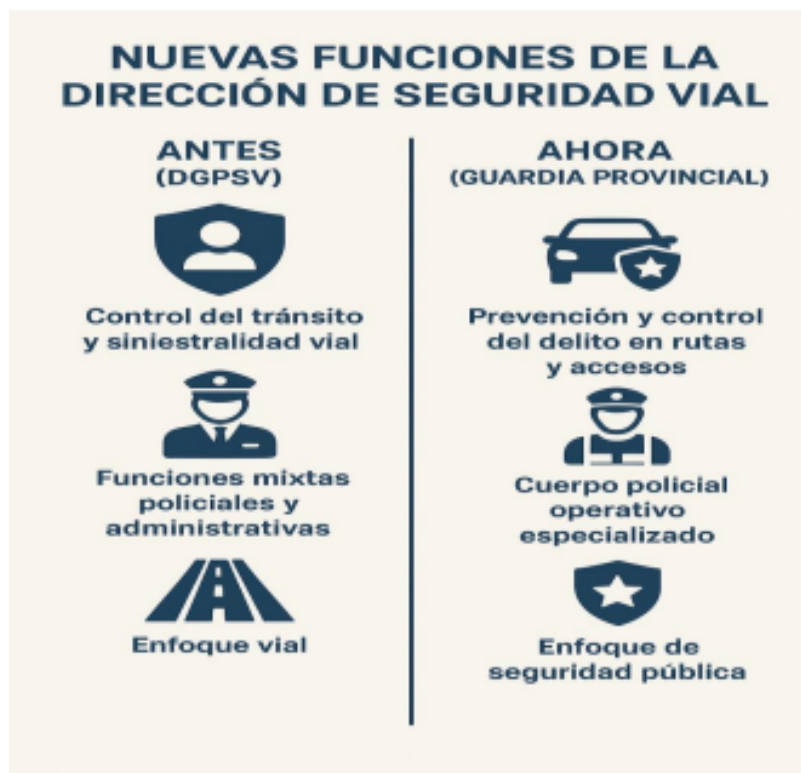 NUEVAS FUNCIONES DE LA
DIRECCIÓN DE SEGURIDAD VIAL
ANTES
(DGPSV)
Control del tránsito
y siniestralidad vial
Funciones mixtas
policiales y
administrativas
Enfoque vial
AHORA
(GUARDIA PROVINCIAL)
Prevención y control
del delito en rutas
y accesos
Cuerpo policial
operativo
especializado
Enfoque de
seguridad pública